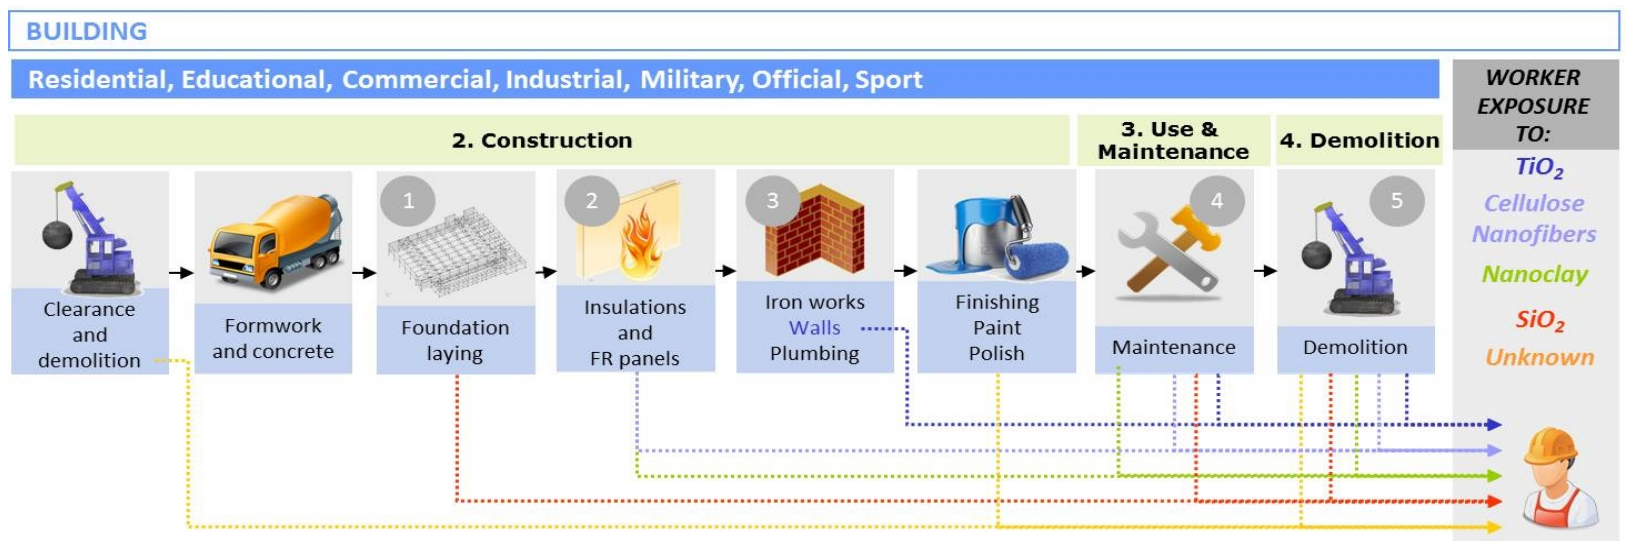 BUILDING
Residential, Educational, Commercial, Industrial, Military, Official, Sport
WORKER
EXPOSURE
TO:
2. Construction
3. Use &
Maintenance
4. Demolition
TiO₂
Cellulose
Nanofibers
Nanoclay
SiO₂
Unknown
1
2
3
4
5
Clearance
and
demolition
Formwork
and concrete
Foundation
laying
Insulations
and
FR panels
Iron works
Walls
Plumbing
Finishing
Paint
Polish
Maintenance
Demolition